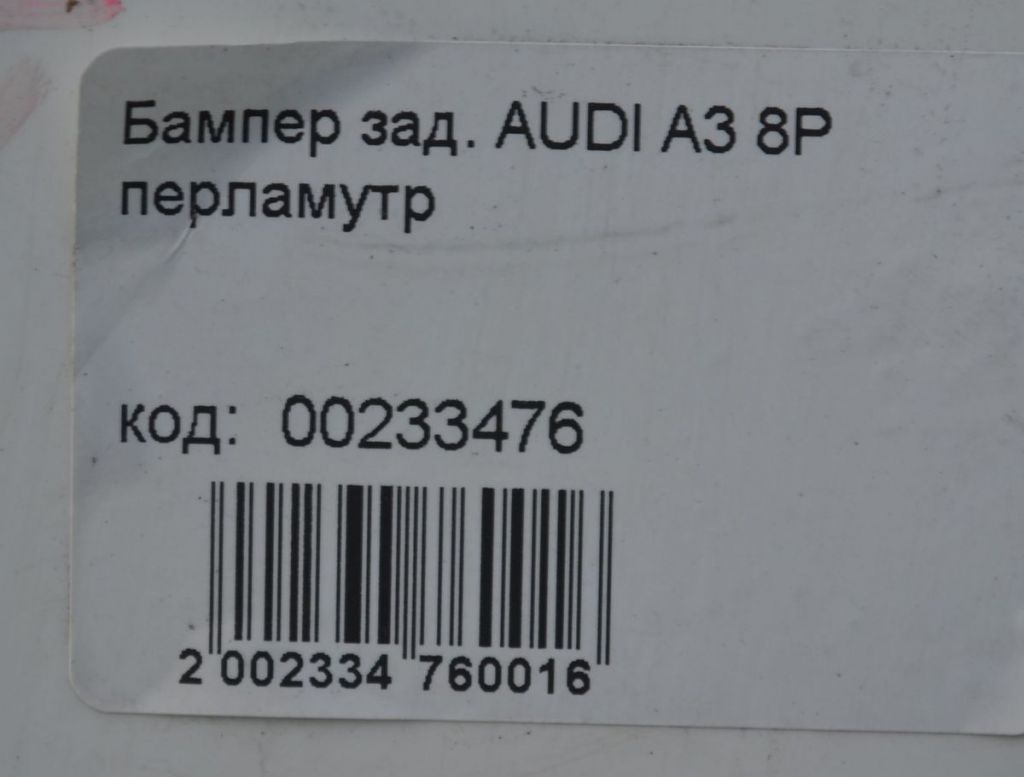 Бампер зад. AUDI A3 8P
перламутр
код: 00233476
2 002334 760016